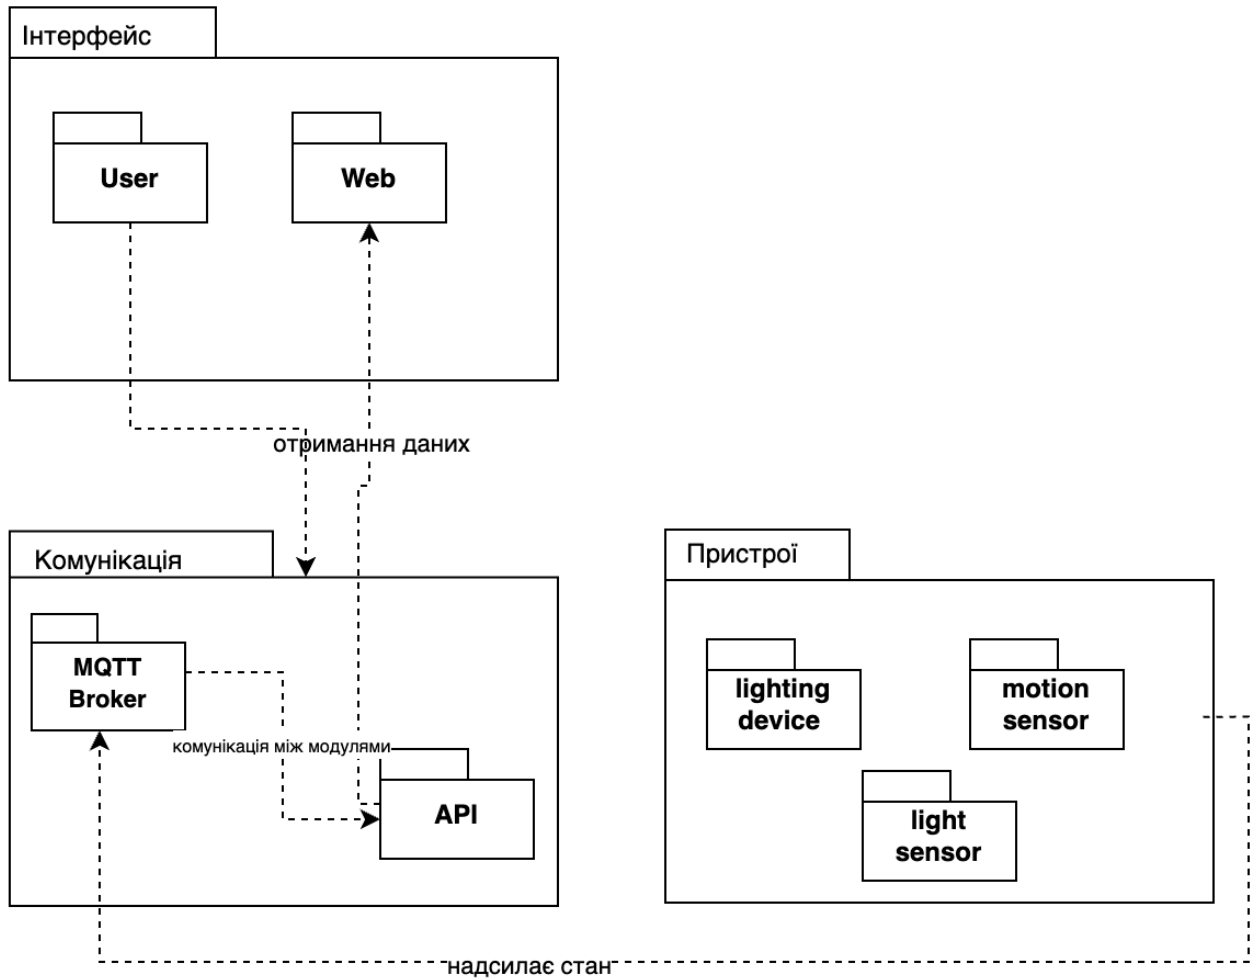 Інтерфейс
User
Web
отримання даних
Комунікація
MQTT
Broker
комунікація між модулями
API
Пристрої
lighting
device
motion
sensor
light
sensor
надсилає стан